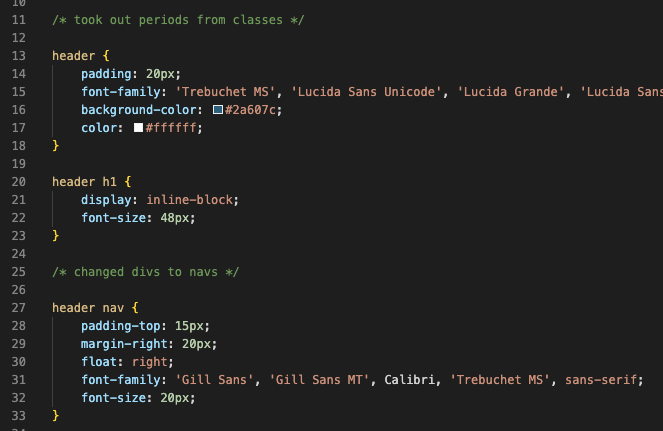 10
11 /* took out periods from classes */
12
13 header {
14 padding: 20px;
15 font-family: 'Trebuchet MS', 'Lucida Sans Unicode', 'Lucida Grande', 'Lucida Sans
16 background-color: #2a607c;
17 color: #ffffff;
18 }
19
20 header h1 {
21 display: inline-block;
22 font-size: 48px;
23 }
24
25 /* changed divs to navs */
26
27 header nav {
28 padding-top: 15px;
29 margin-right: 20px;
30 float: right;
31 font-family: 'Gill Sans', 'Gill Sans MT', Calibri, 'Trebuchet MS', sans-serif;
32 font-size: 20px;
33 }